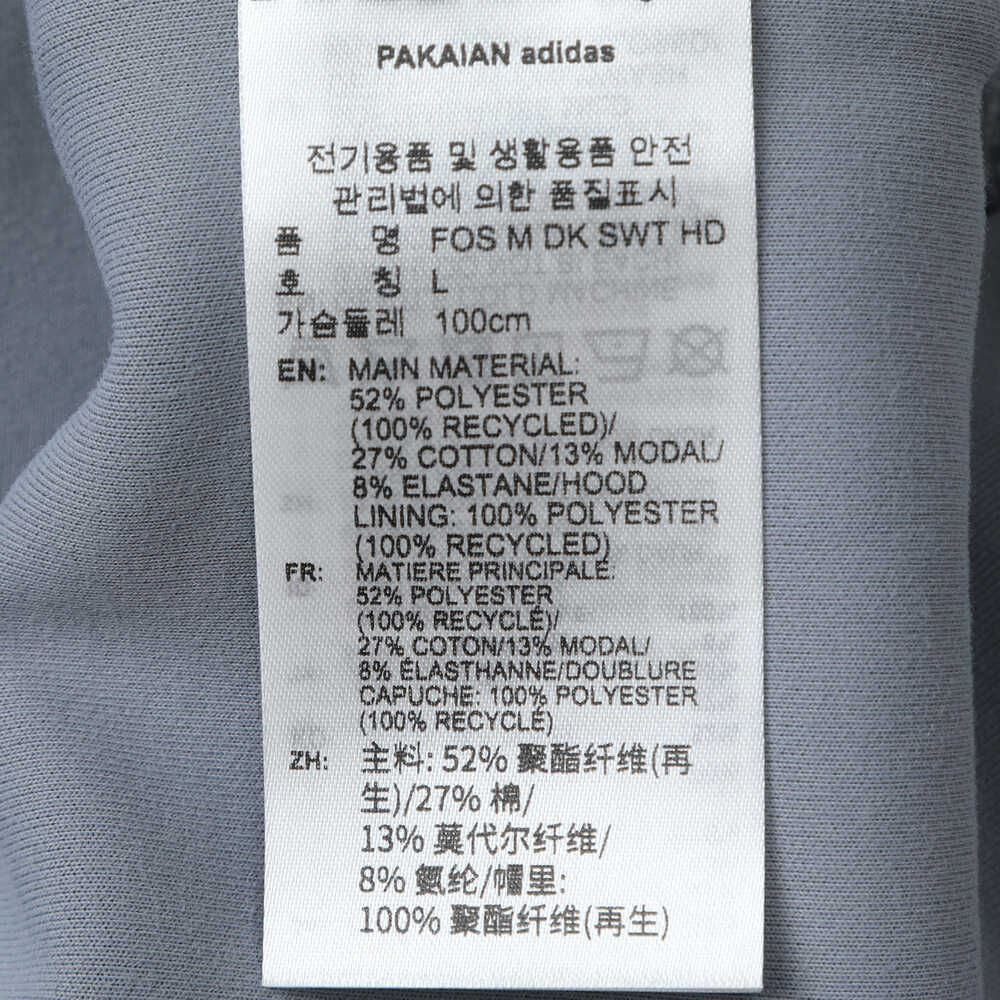 PAKAIAN adidas
전기용품 및 생활용품 안전
관리법에 의한 품질표시
품 명 FOS M DK SWT HD
호 칭 L
가슴둘레 100cm
EN: MAIN MATERIAL:
52% POLYESTER
(100% RECYCLED)/
27% COTTON/13% MODAL/
8% ELASTANE/HOOD
LINING: 100% POLYESTER
(100% RECYCLED)
FR: MATIERE PRINCIPALE:
52% POLYESTER
(100% RECYCLÉ)/
27% COTON/13% MODAL/
8% ÉLASTHANNE/DOUBLURE
CAPUCHE: 100% POLYESTER
(100% RECYCLÉ)
ZH: 主料: 52% 聚酯纤维(再
生)/27% 棉/
13% 莫代尔纤维/
8% 氨纶/帽里:
100% 聚酯纤维(再生)